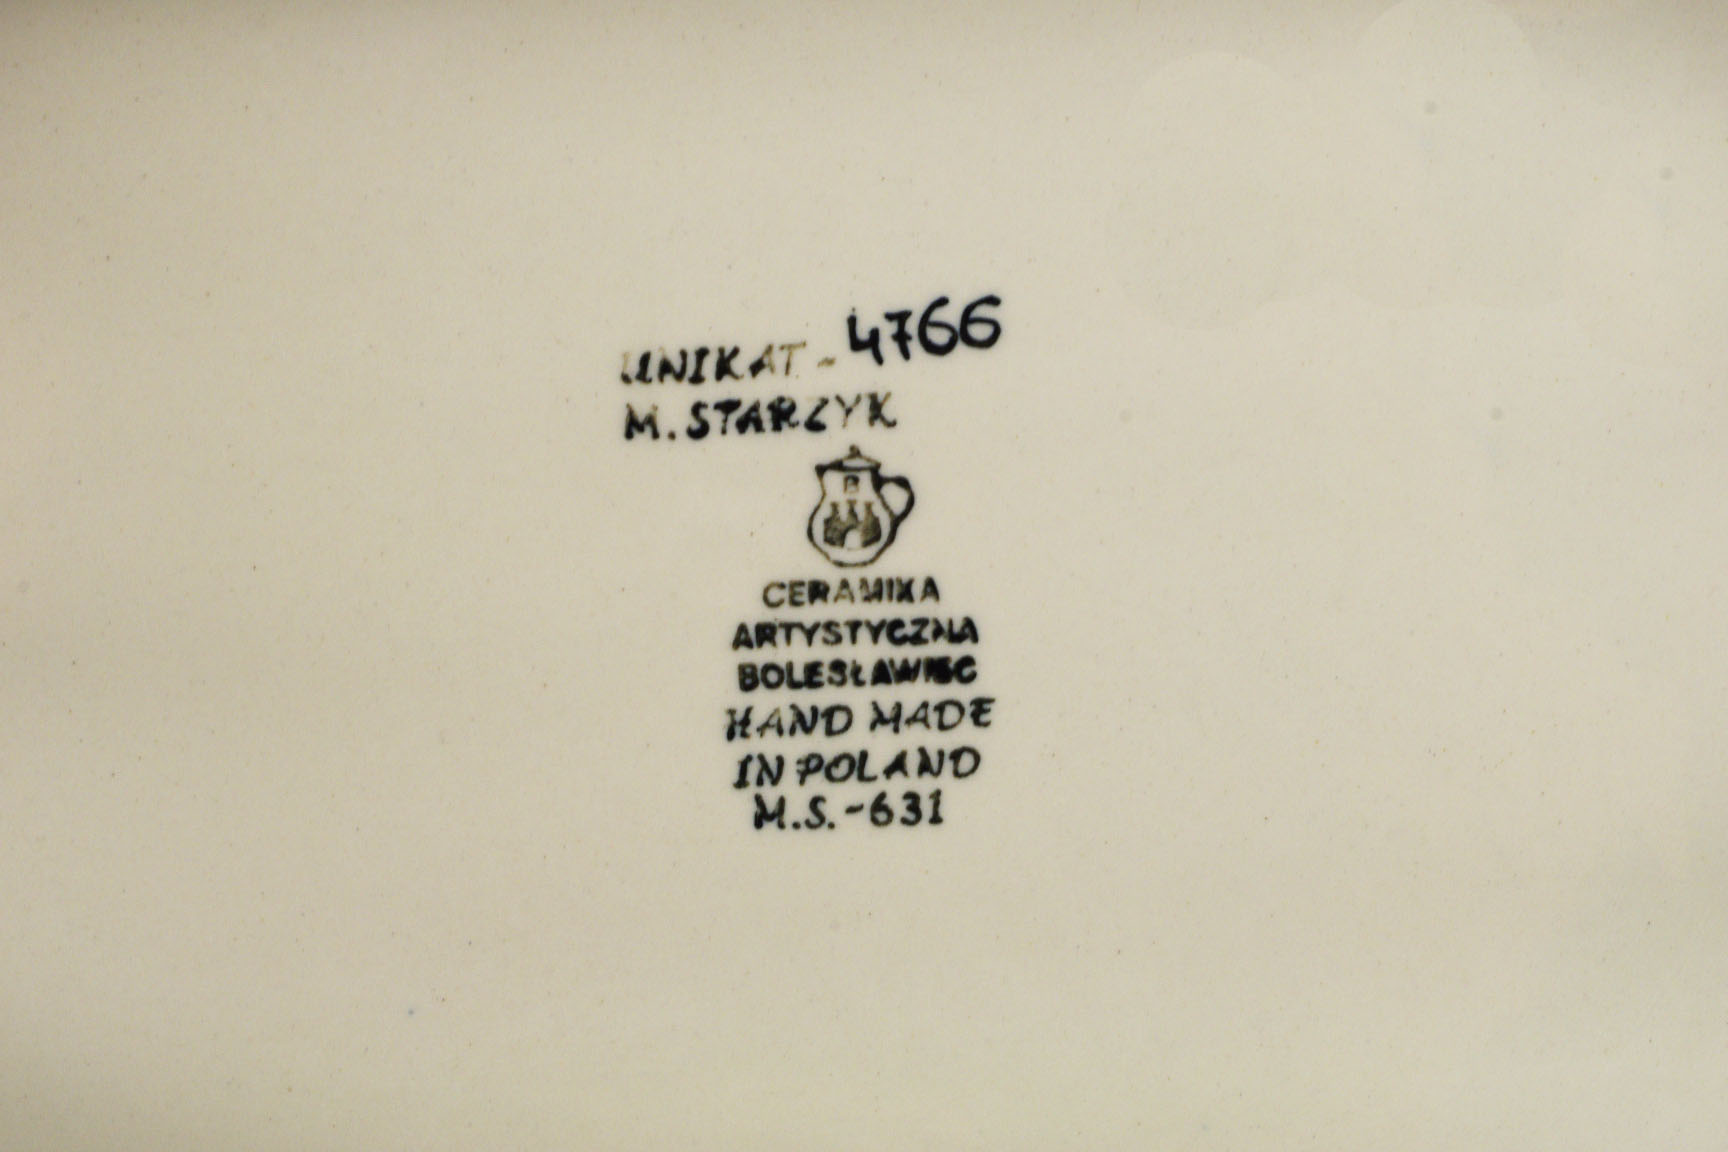 UNIKAT - 4766
M. STARZYK
B
CERAMIKA
ARTYSTYCZNA
BOLESŁAWIEC
HAND MADE
IN POLAND
M.S.-631